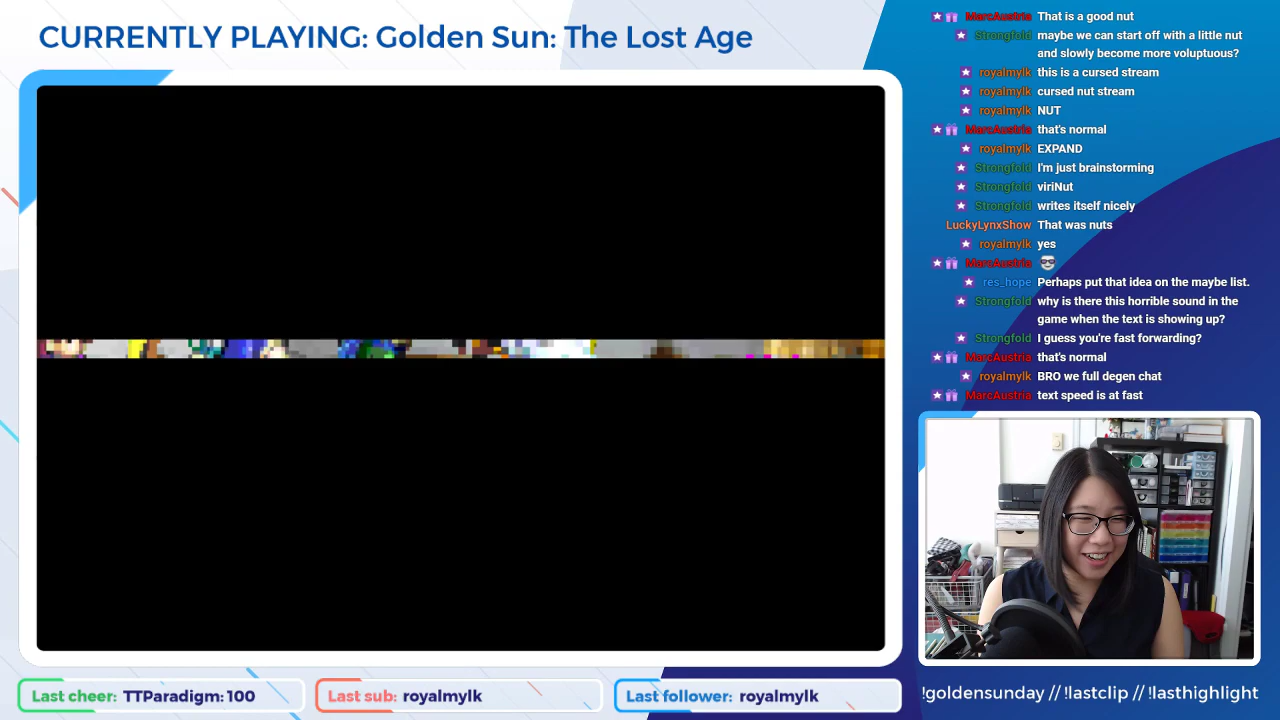 CURRENTLY PLAYING: Golden Sun: The Lost Age
MarcAustria That is a good nut
Strongfold maybe we can start off with a little nut
and slowly become more voluptuous?
royalmylk this is a cursed stream
royalmylk cursed nut stream
royalmylk NUT
MarcAustria that's normal
royalmylk EXPAND
Strongfold I'm just brainstorming
Strongfold viriNut
Strongfold writes itself nicely
LuckyLynxShow That was nuts
royalmylk yes
MarcAustria
res_hope Perhaps put that idea on the maybe list.
Strongfold why is there this horrible sound in the
game when the text is showing up?
Strongfold I guess you're fast forwarding?
MarcAustria that's normal
royalmylk BRO we full degen chat
MarcAustria text speed is at fast
Last cheer: TTParadigm: 100
Last sub: royalmylk
Last follower: royalmylk
!goldensunday // !lastclip // !lasthighlight